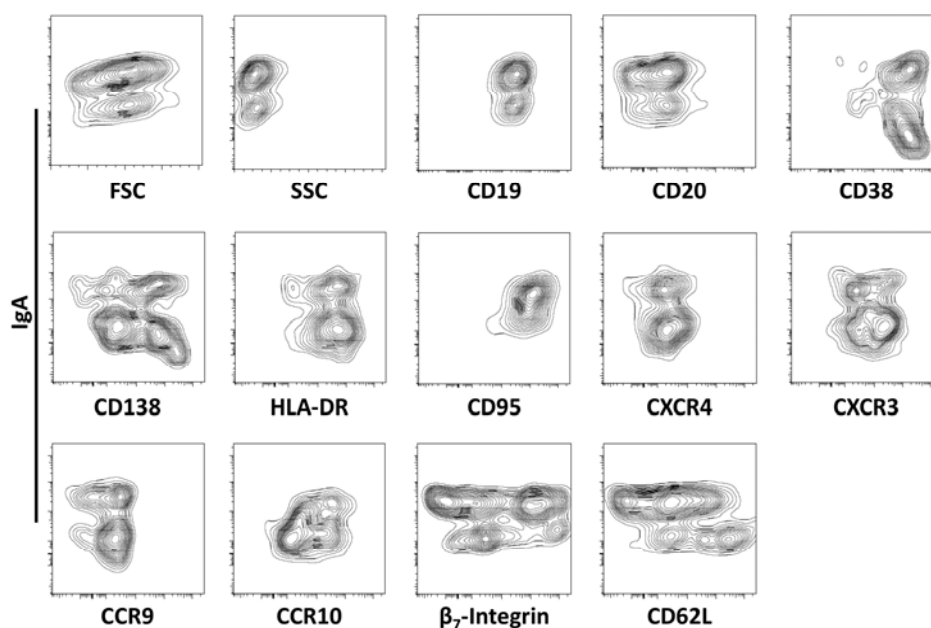 FSC SSC CD19 CD20 CD38
IgA
CD138 HLA-DR CD95 CXCR4 CXCR3
CCR9 CCR10 β7-Integrin CD62L